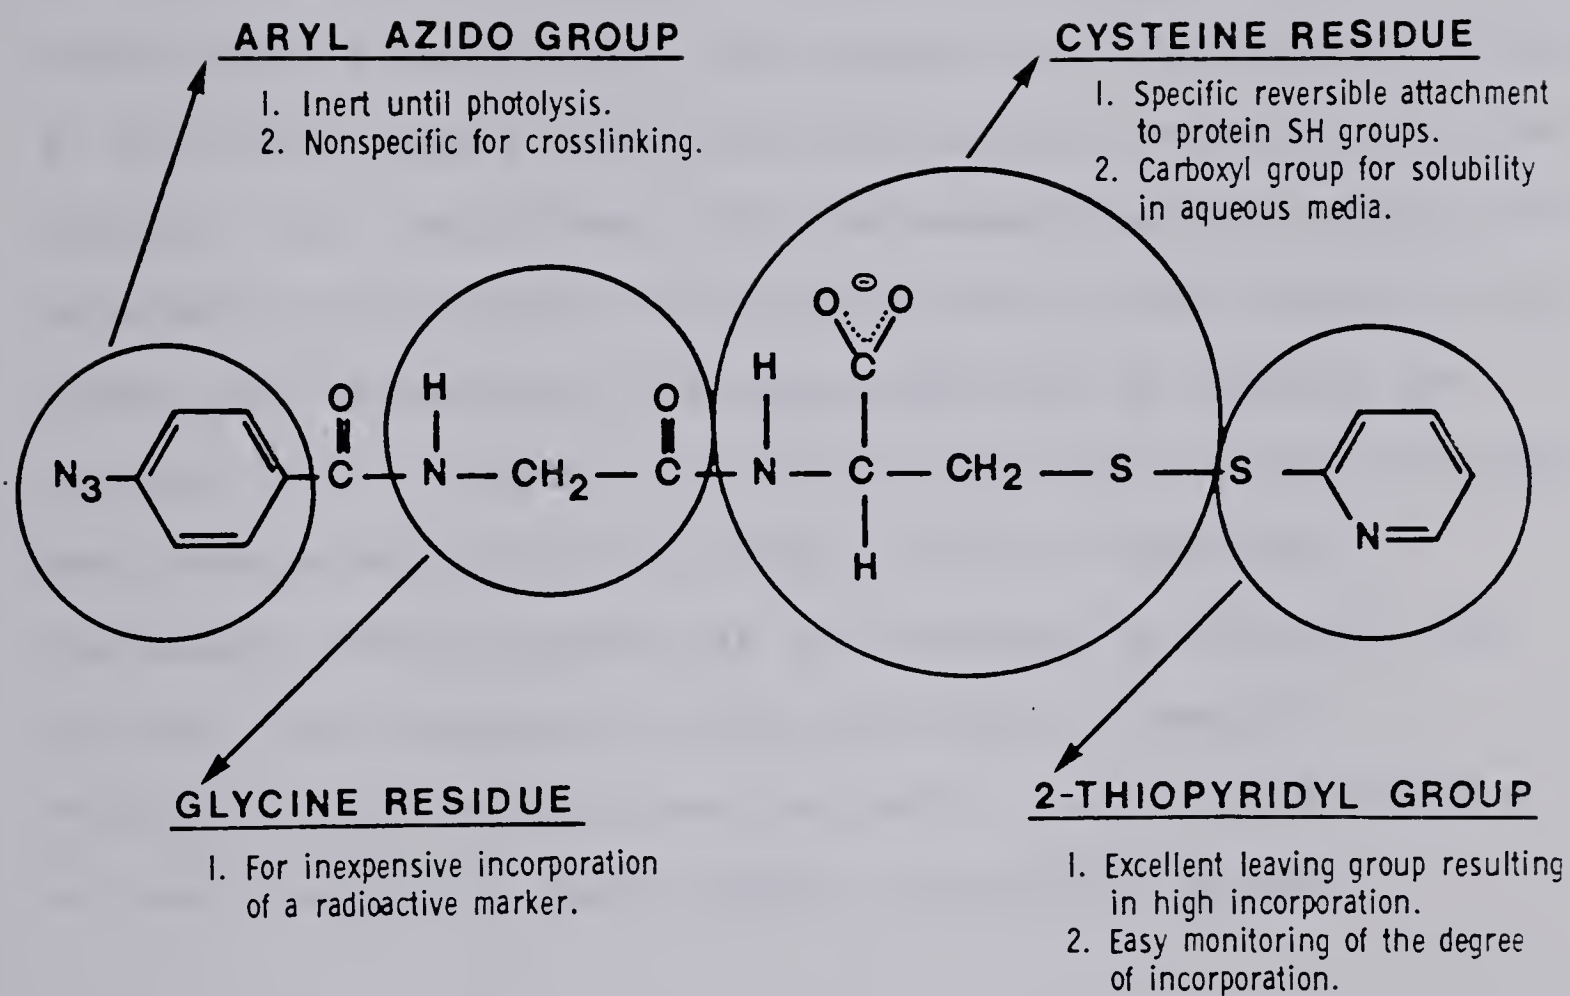 ARYL AZIDO GROUP
1. Inert until photolysis.
2. Nonspecific for crosslinking.
CYSTEINE RESIDUE
1. Specific reversible attachment
to protein SH groups.
2. Carboxyl group for solubility
in aqueous media.
O ⊖ O
H C
O H O
N3 C N CH2 C N C CH2 S S
H N
GLYCINE RESIDUE
1. For inexpensive incorporation
of a radioactive marker.
2-THIOPYRIDYL GROUP
1. Excellent leaving group resulting
in high incorporation.
2. Easy monitoring of the degree
of incorporation.